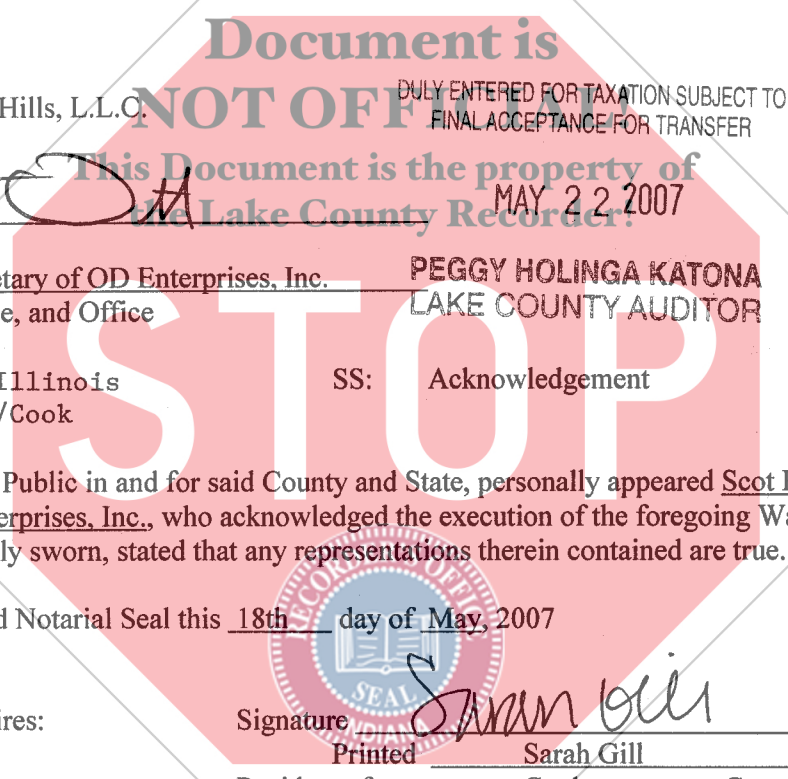 Document is
NOT OFFICIAL!
This Document is the property of
the Lake County Recorder!
STOP
Hills, L.L.C.
DULY ENTERED FOR TAXATION SUBJECT TO
FINAL ACCEPTANCE FOR TRANSFER
MAY 22 2007
etary of OD Enterprises, Inc.
PEGGY HOLINGA KATONA
e, and Office
LAKE COUNTY AUDITOR
Illinois
SS: Acknowledgement
/Cook
Public in and for said County and State, personally appeared Scot
erprises, Inc., who acknowledged the execution of the foregoing Wa
ly sworn, stated that any representations therein contained are true.
d Notarial Seal this 18th day of May, 2007
SEAL
INDIANA
ires:
Signature Sarah Gill
Printed Sarah Gill